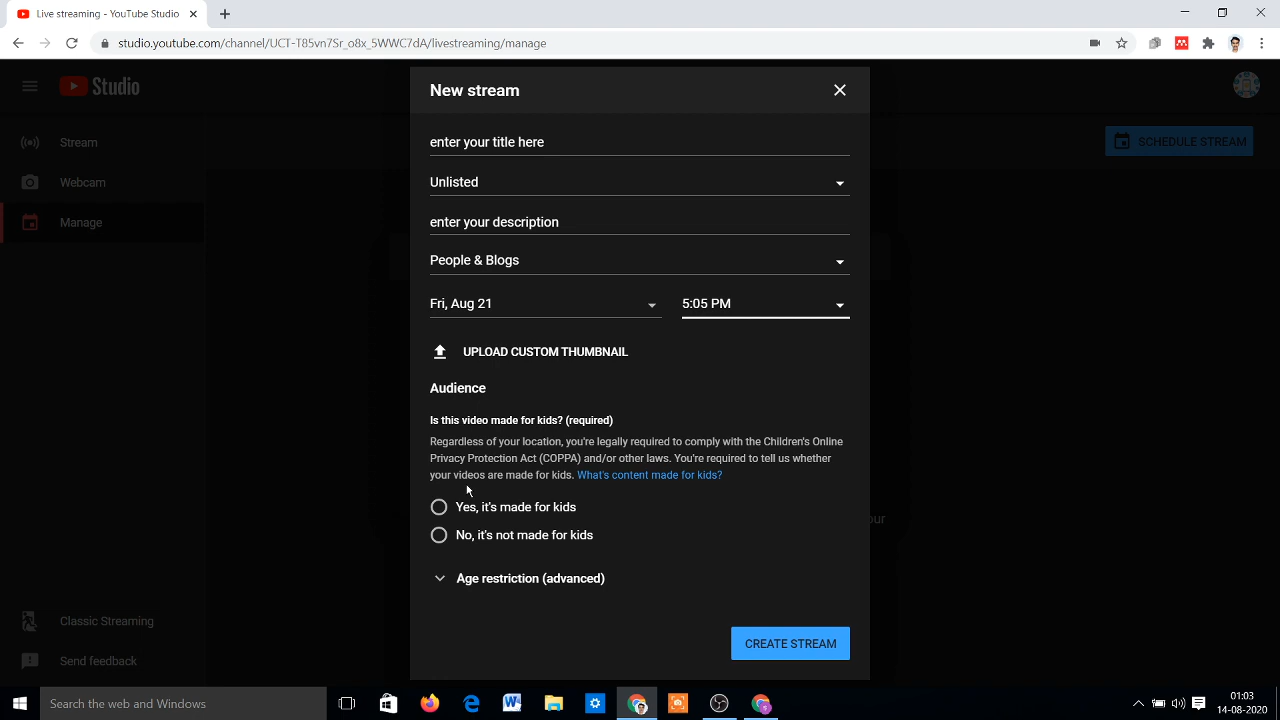 Live streaming - YouTube Studio
studio.youtube.com/channel/UCT-T85vn7Sr_o8x_5WWC7dA/livestreaming/manage
Studio
New stream
Stream
enter your title here
SCHEDULE STREAM
Webcam
Unlisted
Manage
enter your description
People & Blogs
Fri, Aug 21
5:05 PM
UPLOAD CUSTOM THUMBNAIL
Audience
Is this video made for kids? (required)
Regardless of your location, you're legally required to comply with the Children's Online
Privacy Protection Act (COPPA) and/or other laws. You're required to tell us whether
your videos are made for kids. What's content made for kids?
Yes, it's made for kids
No, it's not made for kids
Age restriction (advanced)
Classic Streaming
CREATE STREAM
Send feedback
Search the web and Windows
01:03
14-08-2020